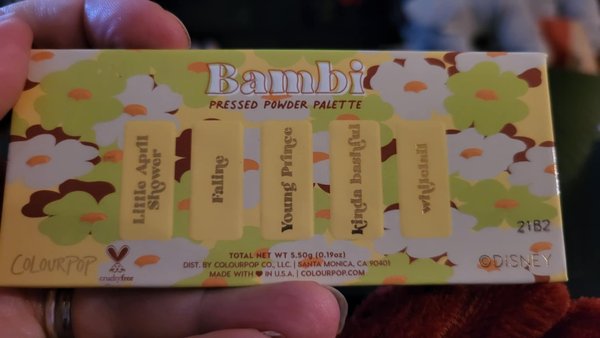 Bambi
PRESSED POWDER PALETTE
Little April
Shower
Faline
Young Prince
kinda bashful
21B2
COLOURPOP
crueltyfree
TOTAL NET WT 5.50g (0.19oz)
DIST. BY COLOURPOP CO., LLC. | SANTA MONICA, CA 90401
MADE WITH ♥ IN U.S.A. | COLOURPOP.COM
©DISNEY